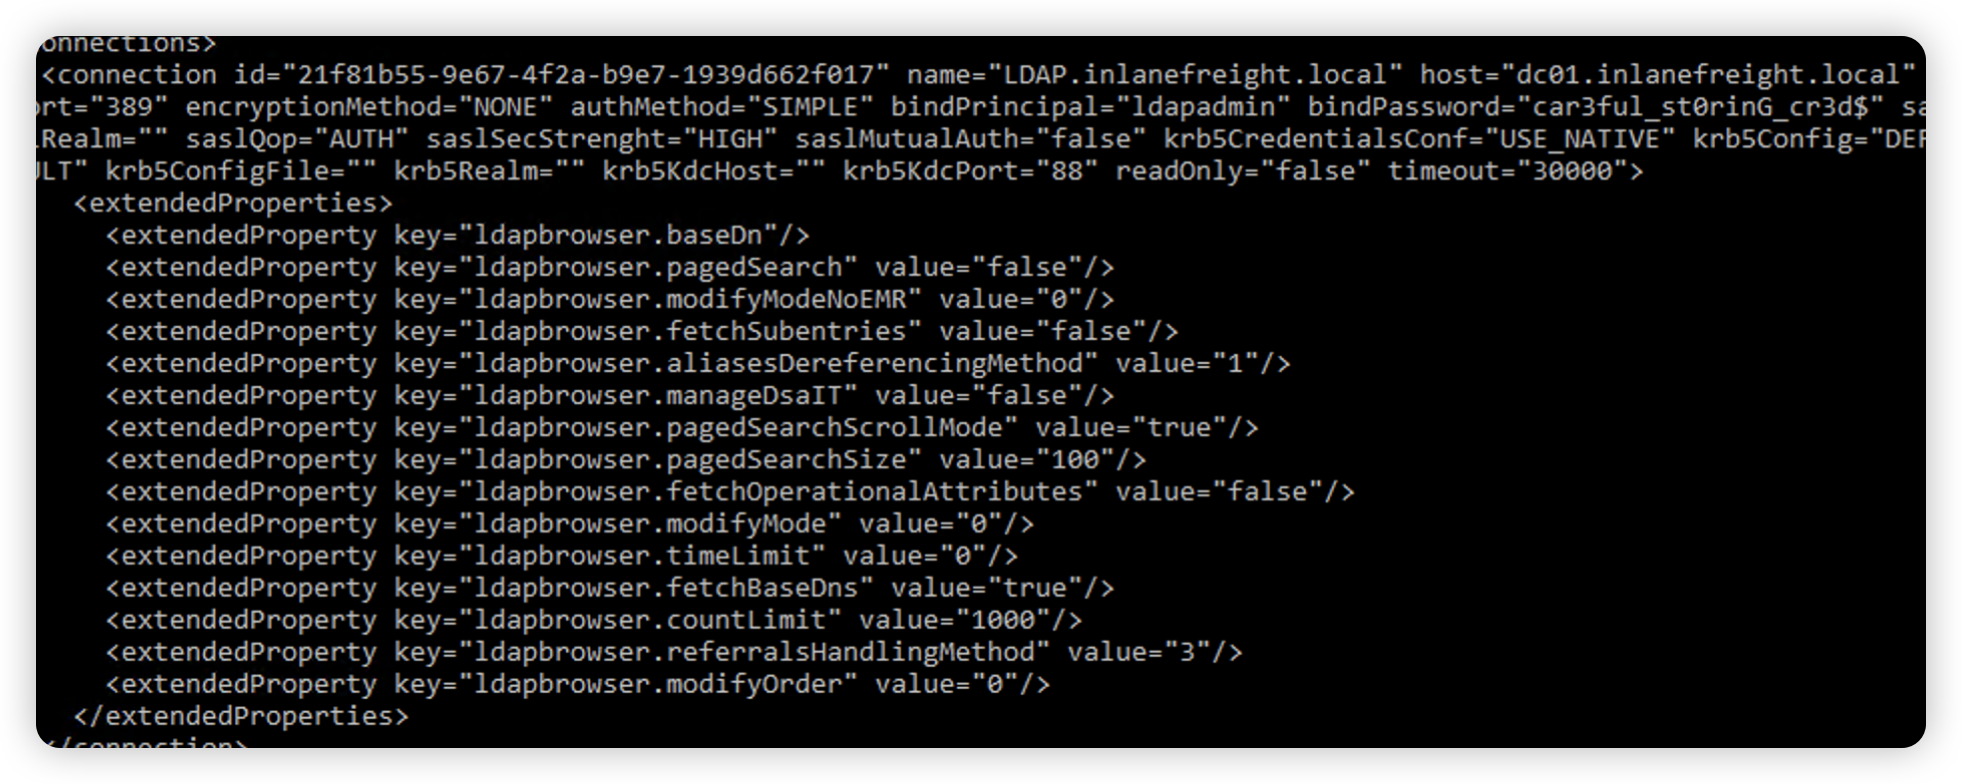 onnections>
<connection id="21f81b55-9e67-4f2a-b9e7-1939d662f017" name="LDAP.inlanefreight.local" host="dc01.inlanefreight.local"
ort="389" encryptionMethod="NONE" authMethod="SIMPLE" bindPrincipal="ldapadmin" bindPassword="car3ful_st0rinG_cr3d$" sa
.Realm="" saslQop="AUTH" saslSecStrenght="HIGH" saslMutualAuth="false" krb5CredentialsConf="USE_NATIVE" krb5Config="DEF
ULT" krb5ConfigFile="" krb5Realm="" krb5KdcHost="" krb5KdcPort="88" readOnly="false" timeout="30000">
<extendedProperties>
<extendedProperty key="ldapbrowser.baseDn"/>
<extendedProperty key="ldapbrowser.pagedSearch" value="false"/>
<extendedProperty key="ldapbrowser.modifyModeNoEMR" value="0"/>
<extendedProperty key="ldapbrowser.fetchSubentries" value="false"/>
<extendedProperty key="ldapbrowser.aliasesDereferencingMethod" value="1"/>
<extendedProperty key="ldapbrowser.manageDsaIT" value="false"/>
<extendedProperty key="ldapbrowser.pagedSearchScrollMode" value="true"/>
<extendedProperty key="ldapbrowser.pagedSearchSize" value="100"/>
<extendedProperty key="ldapbrowser.fetchOperationalAttributes" value="false"/>
<extendedProperty key="ldapbrowser.modifyMode" value="0"/>
<extendedProperty key="ldapbrowser.timeLimit" value="0"/>
<extendedProperty key="ldapbrowser.fetchBaseDns" value="true"/>
<extendedProperty key="ldapbrowser.countLimit" value="1000"/>
<extendedProperty key="ldapbrowser.referralsHandlingMethod" value="3"/>
<extendedProperty key="ldapbrowser.modifyOrder" value="0"/>
</extendedProperties>
</connection>